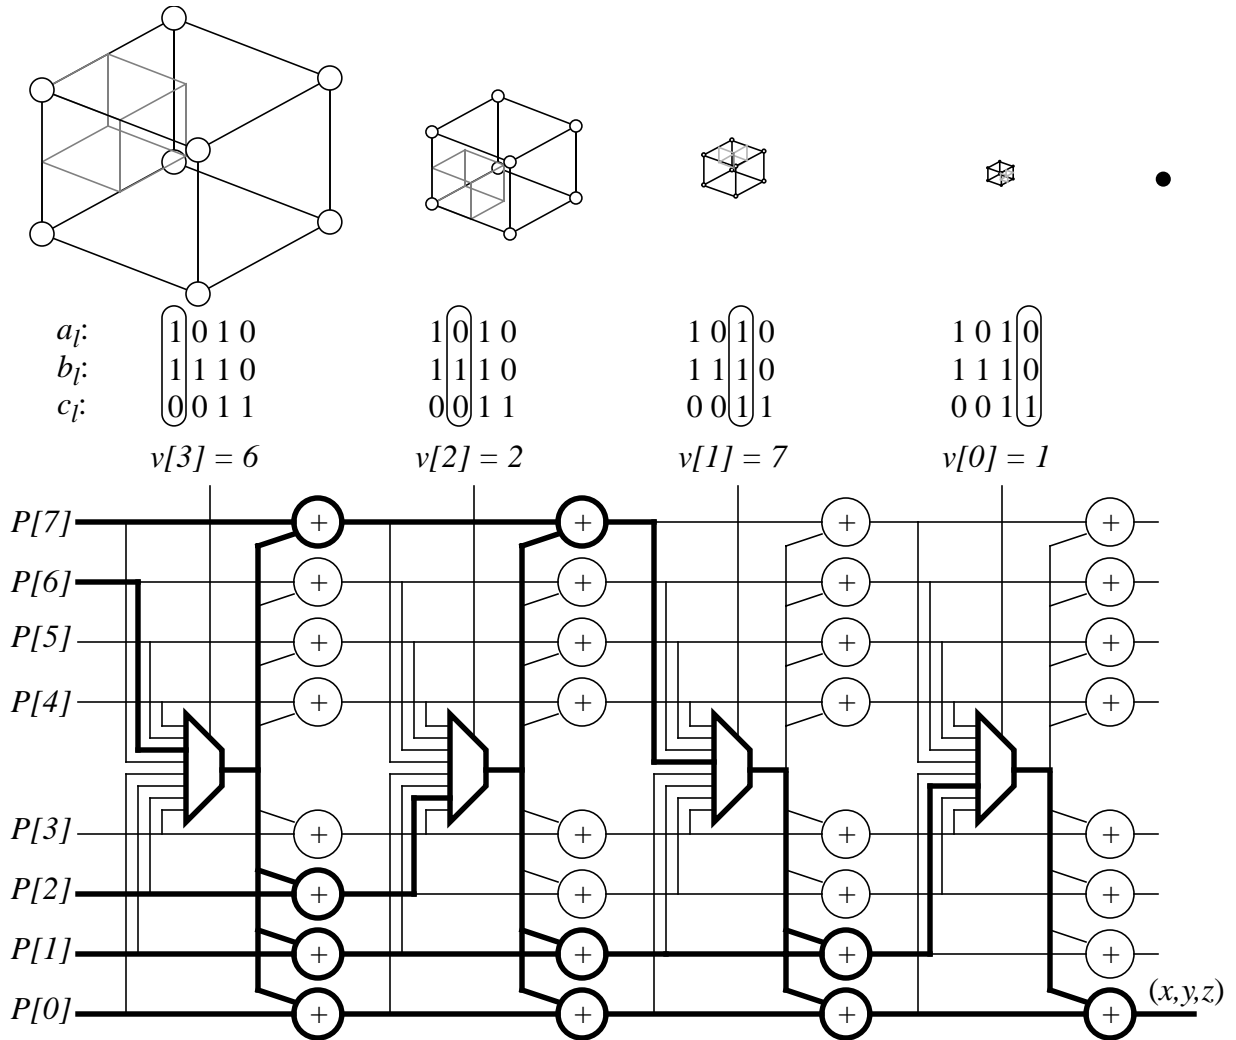 a_l: 1 0 1 0 1 0 1 0 1 0 1 0 1 0 1 0
b_l: 1 1 1 0 1 1 1 0 1 1 1 0 1 1 1 0
c_l: 0 0 1 1 0 0 1 1 0 0 1 1 0 0 1 1
v[3] = 6 v[2] = 2 v[1] = 7 v[0] = 1
P[7] + + + +
P[6] + + + +
P[5] + + + +
P[4] + + + +
P[3] + + + +
P[2] + + + +
P[1] + + + +
(x,y,z)
P[0] + + + +